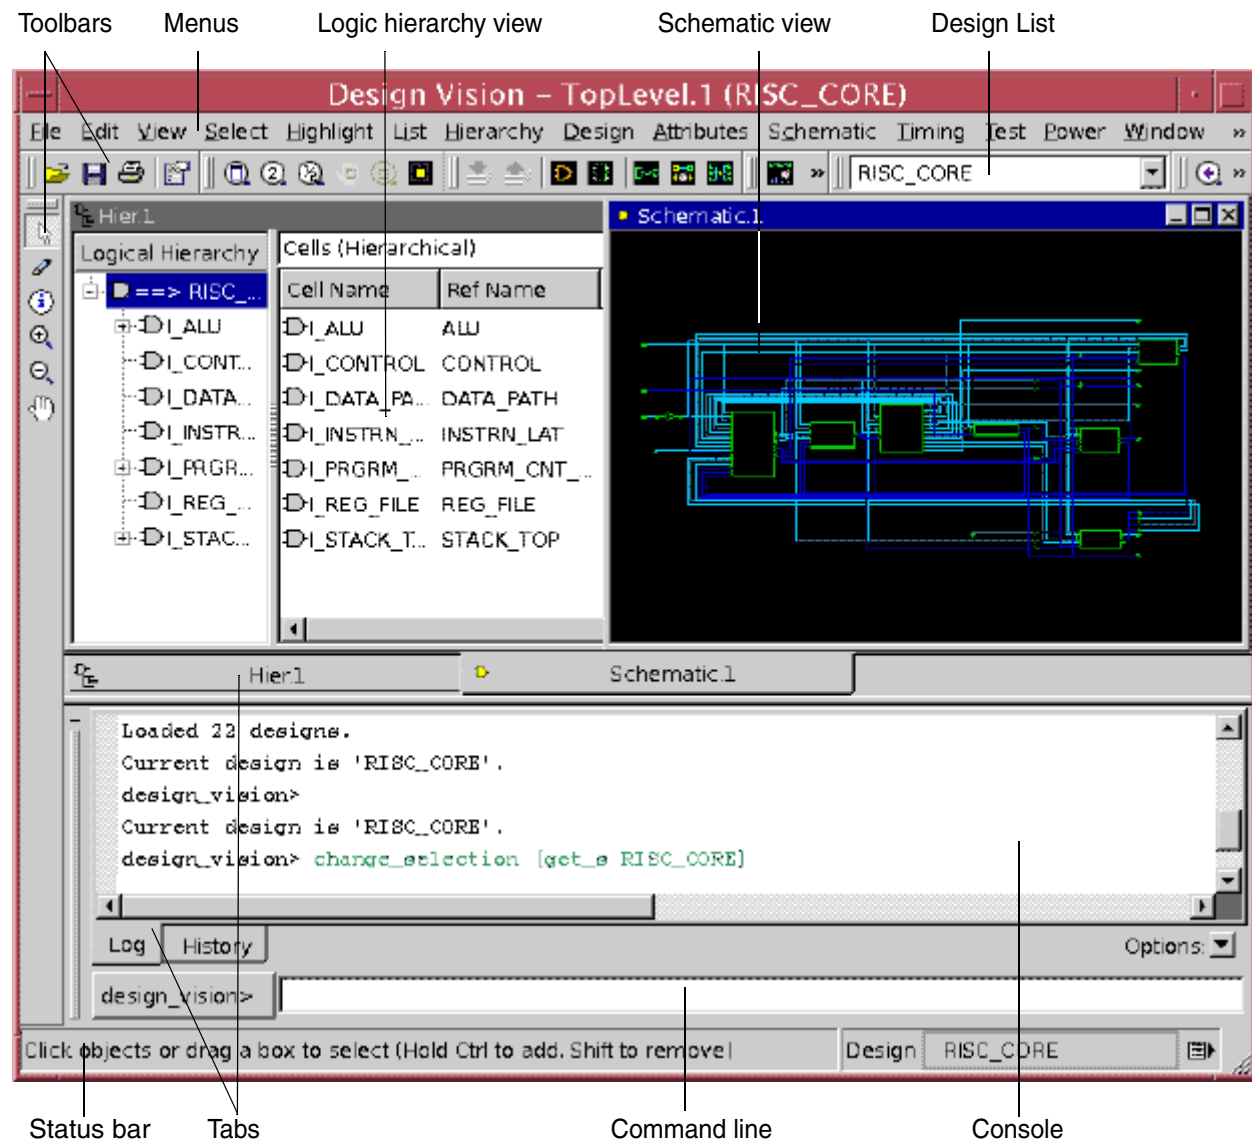 Toolbars Menus Logic hierarchy view Schematic view Design List
Design Vision – TopLevel.1 (RISC_CORE)
File Edit View Select Highlight List Hierarchy Design Attributes Schematic Timing Test Power Window »
» RISC_CORE »
Hier.1
Schematic.1
Logical Hierarchy
Cells (Hierarchical)
==> RISC_...
Cell Name Ref Name
I_ALU
I_CONT...
I_DATA...
I_INSTR...
I_PRGR...
I_REG_...
I_STAC...
I_ALU ALU
I_CONTROL CONTROL
I_DATA_PA... DATA_PATH
I_INSTRN_... INSTRN_LAT
I_PRGRM_... PRGRM_CNT_...
I_REG_FILE REG_FILE
I_STACK_T... STACK_TOP
Hier.1 Schematic.1
Loaded 22 designs.
Current design is 'RISC_CORE'.
design_vision>
Current design is 'RISC_CORE'.
design_vision> change_selection [get_s RISC_CORE]
Log History Options:
design_vision>
Click objects or drag a box to select (Hold Ctrl to add. Shift to remove) Design RISC_CORE
Status bar Tabs Command line Console